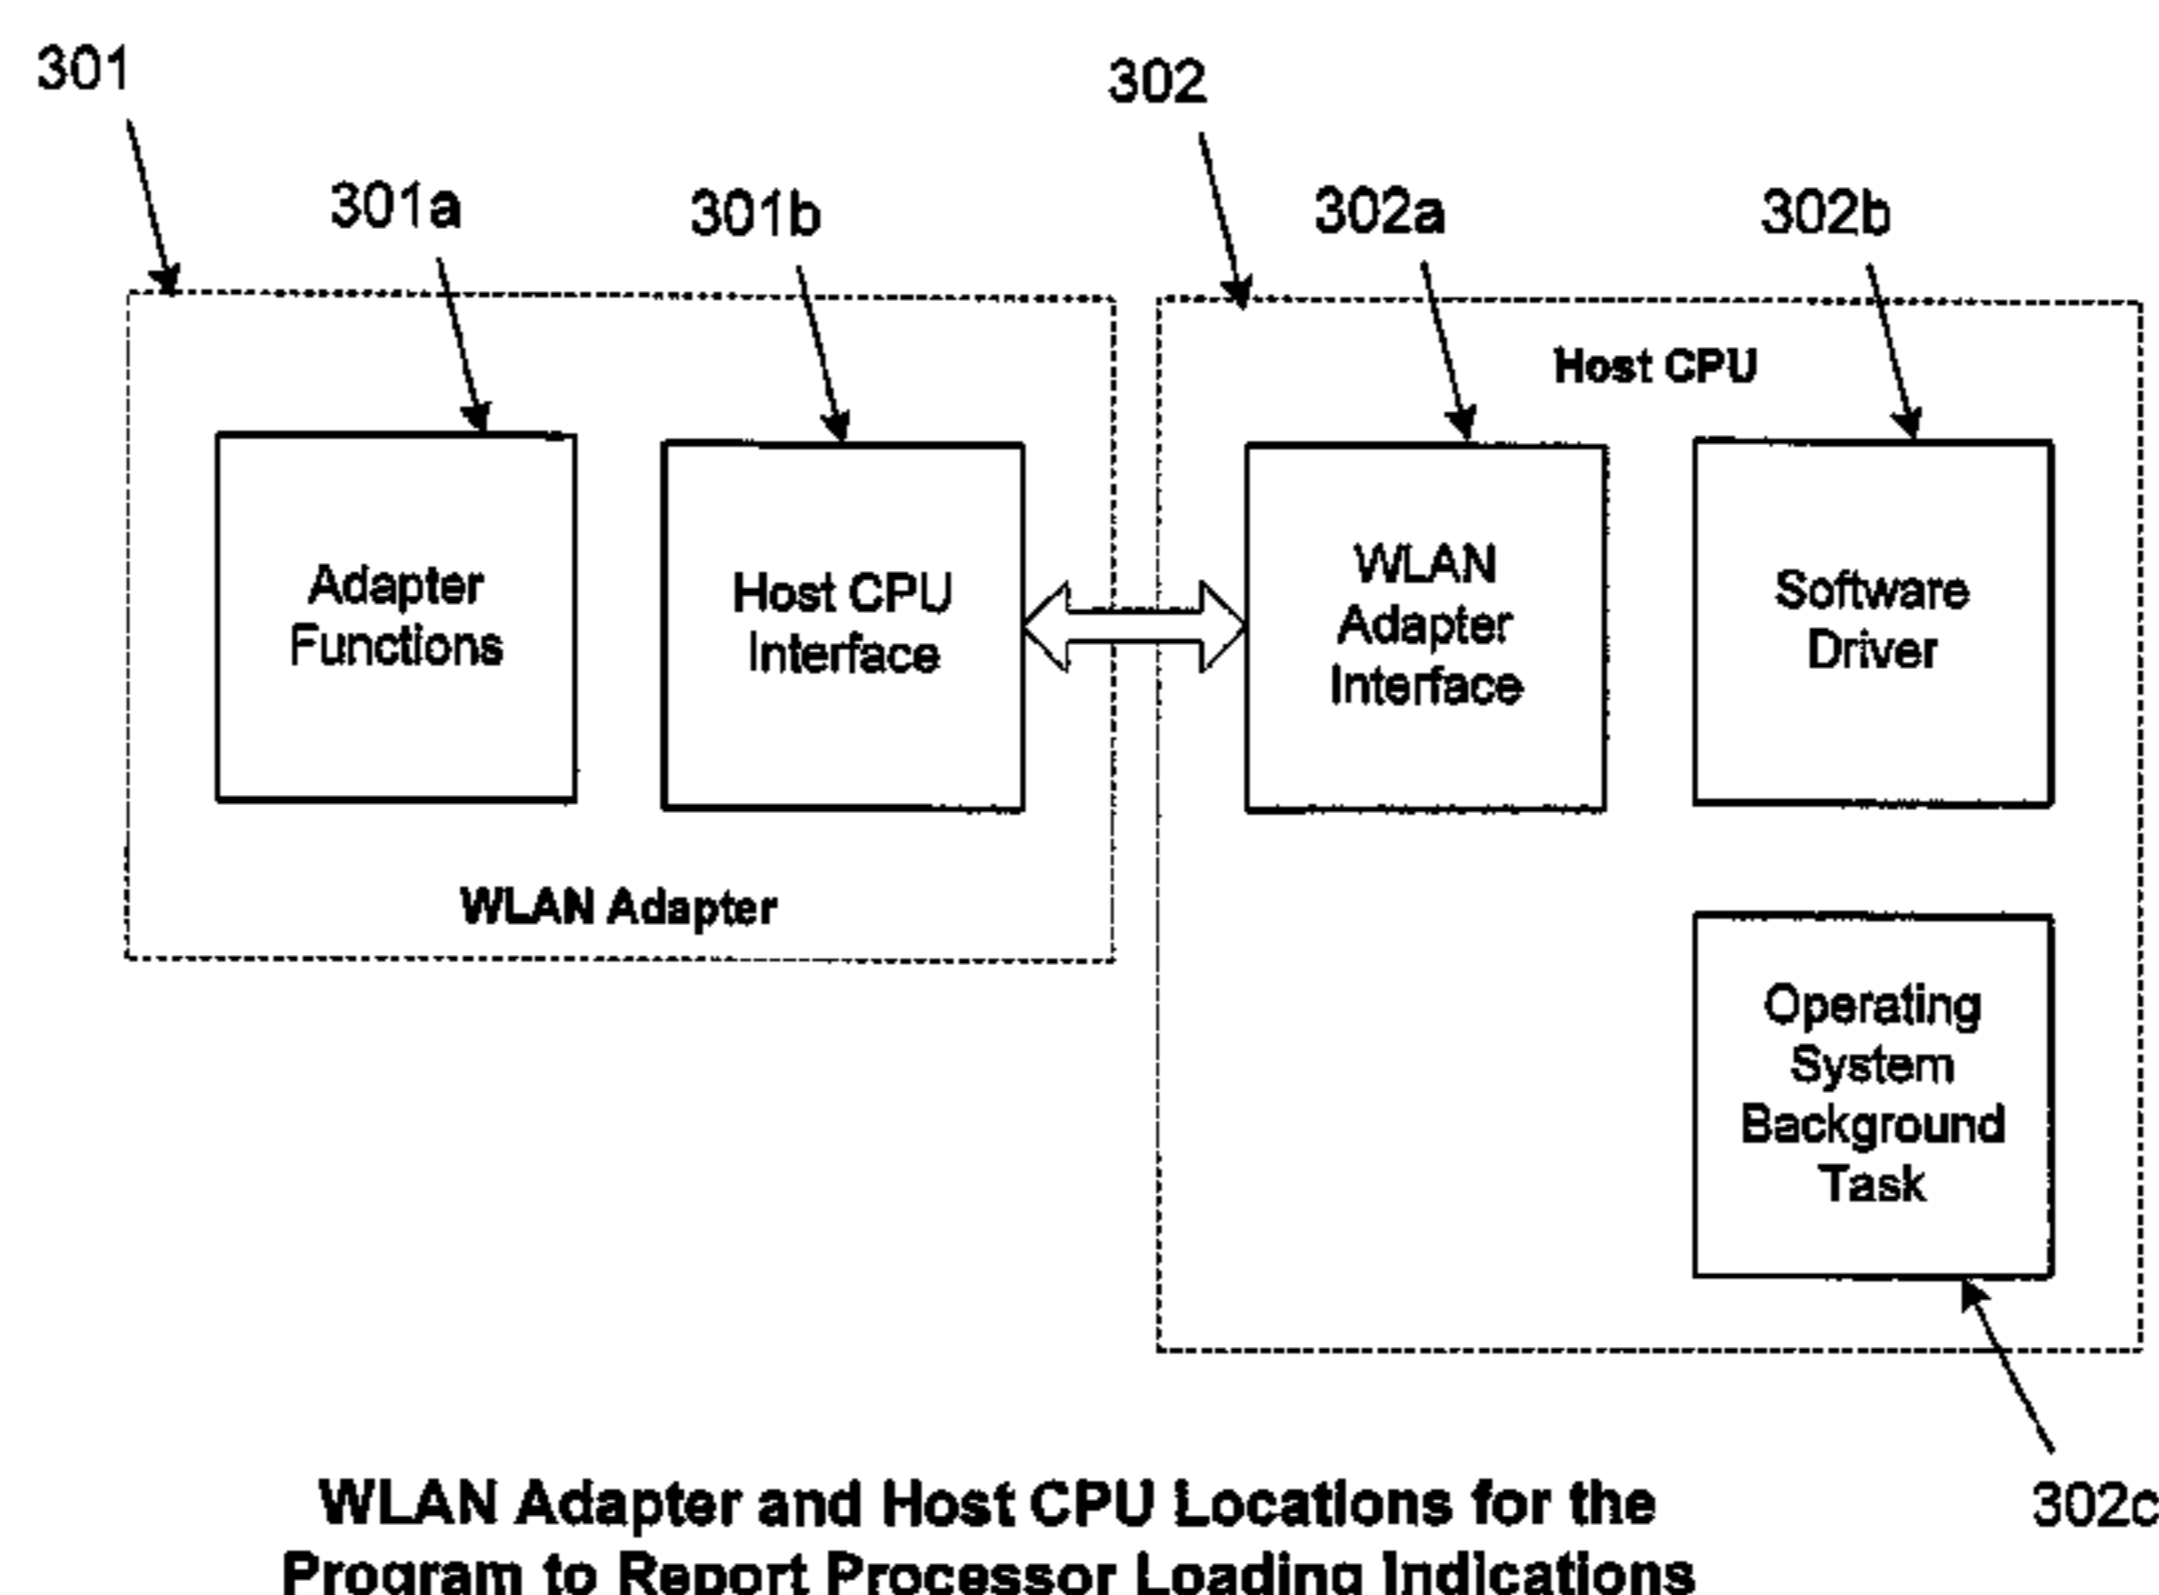 301
302
301a
301b
302a
302b
Host CPU
Adapter
Functions
Host CPU
Interface
WLAN
Adapter
Interface
Software
Driver
WLAN Adapter
Operating
System
Background
Task
302c
WLAN Adapter and Host CPU Locations for the
Program to Report Processor Loading Indications